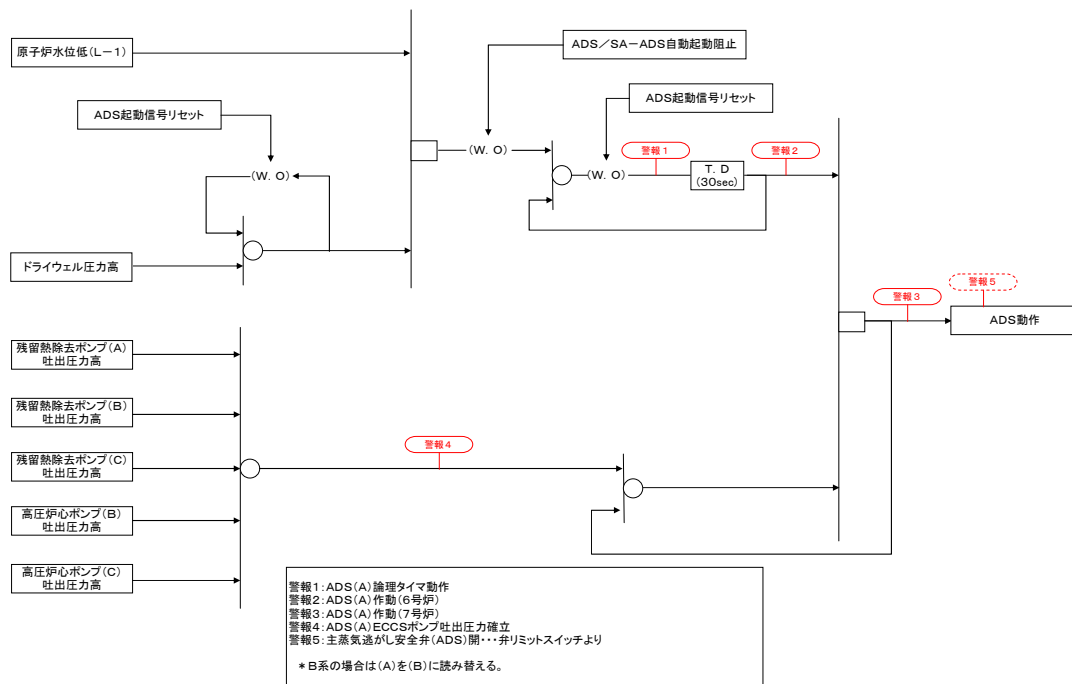 ADS/SA-ADS自動起動阻止
原子炉水位低(L-1)
ADS起動信号リセット
ADS起動信号リセット
(W.O)
警報1
警報2
(W.O)
(W.O)
T.D
(30sec)
ドライウェル圧力高
警報3
警報5
ADS動作
残留熱除去ポンプ(A)
吐出圧力高
残留熱除去ポンプ(B)
吐出圧力高
警報4
残留熱除去ポンプ(C)
吐出圧力高
高圧炉心ポンプ(B)
吐出圧力高
高圧炉心ポンプ(C)
吐出圧力高
警報1:ADS(A)論理タイマ動作
警報2:ADS(A)作動(6号炉)
警報3:ADS(A)作動(7号炉)
警報4:ADS(A)ECCSポンプ吐出圧力確立
警報5:主蒸気逃がし安全弁(ADS)開・・・弁リミットスイッチより
*B系の場合は(A)を(B)に読み替える。